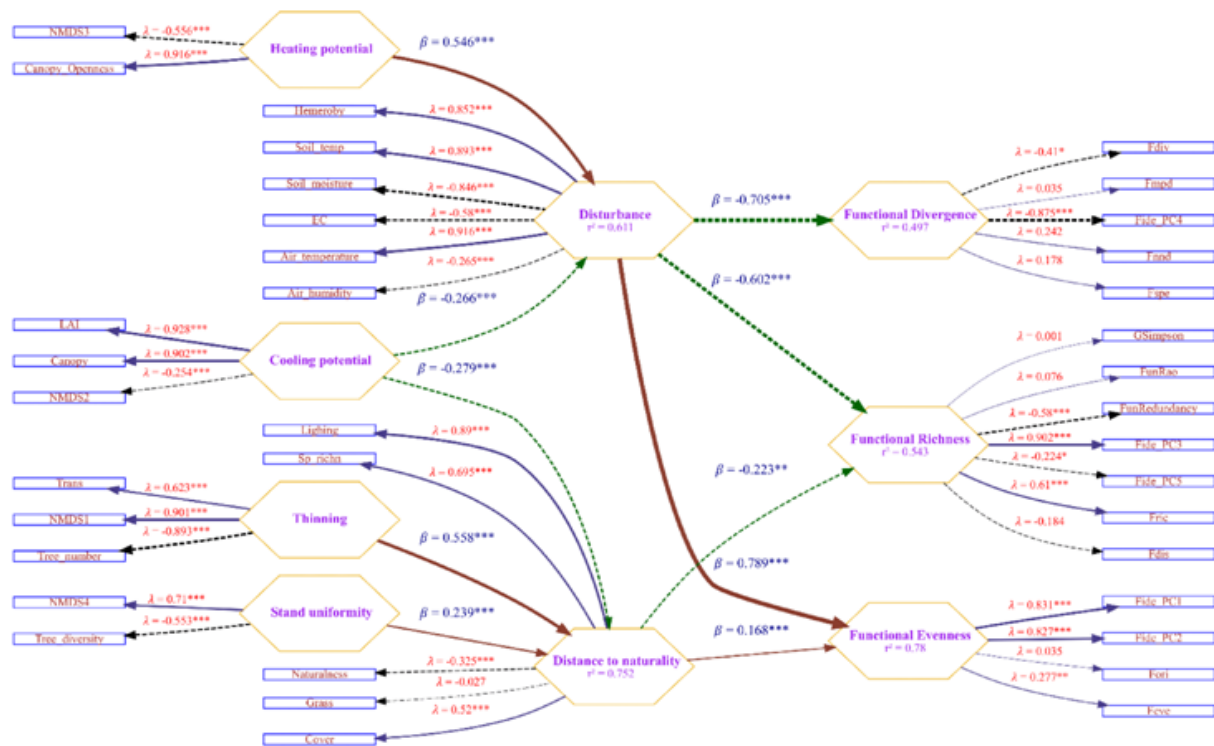 NMDS3
λ = -0.556***
Canopy_Openness
λ = 0.916***
Heating potential
β = 0.546***
Hemeroby
λ = 0.852***
Soil_temp
λ = 0.893***
Soil_moisture
λ = -0.846***
EC
λ = -0.58***
Air_temperature
λ = 0.916***
Air_humidity
λ = -0.265***
Disturbance
r² = 0.611
β = -0.266***
LAI
λ = 0.928***
Canopy
λ = 0.902***
NMDS2
λ = -0.254***
Cooling potential
β = -0.279***
Lighing
λ = 0.89***
Sp_richn
λ = 0.695***
Trans
λ = 0.623***
NMDS1
λ = 0.901***
Tree_number
λ = -0.893***
Thinning
β = 0.558***
NMDS4
λ = 0.71***
Tree_diversity
λ = -0.553***
Stand uniformity
β = 0.239***
Naturalness
λ = -0.325***
Grass
λ = -0.027
Cover
λ = 0.52***
Distance to naturality
r² = 0.752
β = -0.705***
β = -0.602***
β = -0.223**
β = 0.789***
β = 0.168***
Functional Divergence
r² = 0.497
λ = -0.41*
Fdiv
λ = 0.035
Fmpd
λ = -0.875***
Fide_PC4
λ = 0.242
Fnnd
λ = 0.178
Fspe
Functional Richness
r² = 0.543
λ = 0.001
GSimpson
λ = 0.076
FunRao
λ = -0.58***
FunRedundancy
λ = 0.902***
Fide_PC3
λ = -0.224*
Fide_PC5
λ = 0.61***
Fric
λ = -0.184
Fdis
Functional Evenness
r² = 0.78
λ = 0.831***
Fide_PC1
λ = 0.827***
Fide_PC2
λ = 0.035
Fori
λ = 0.277**
Feve